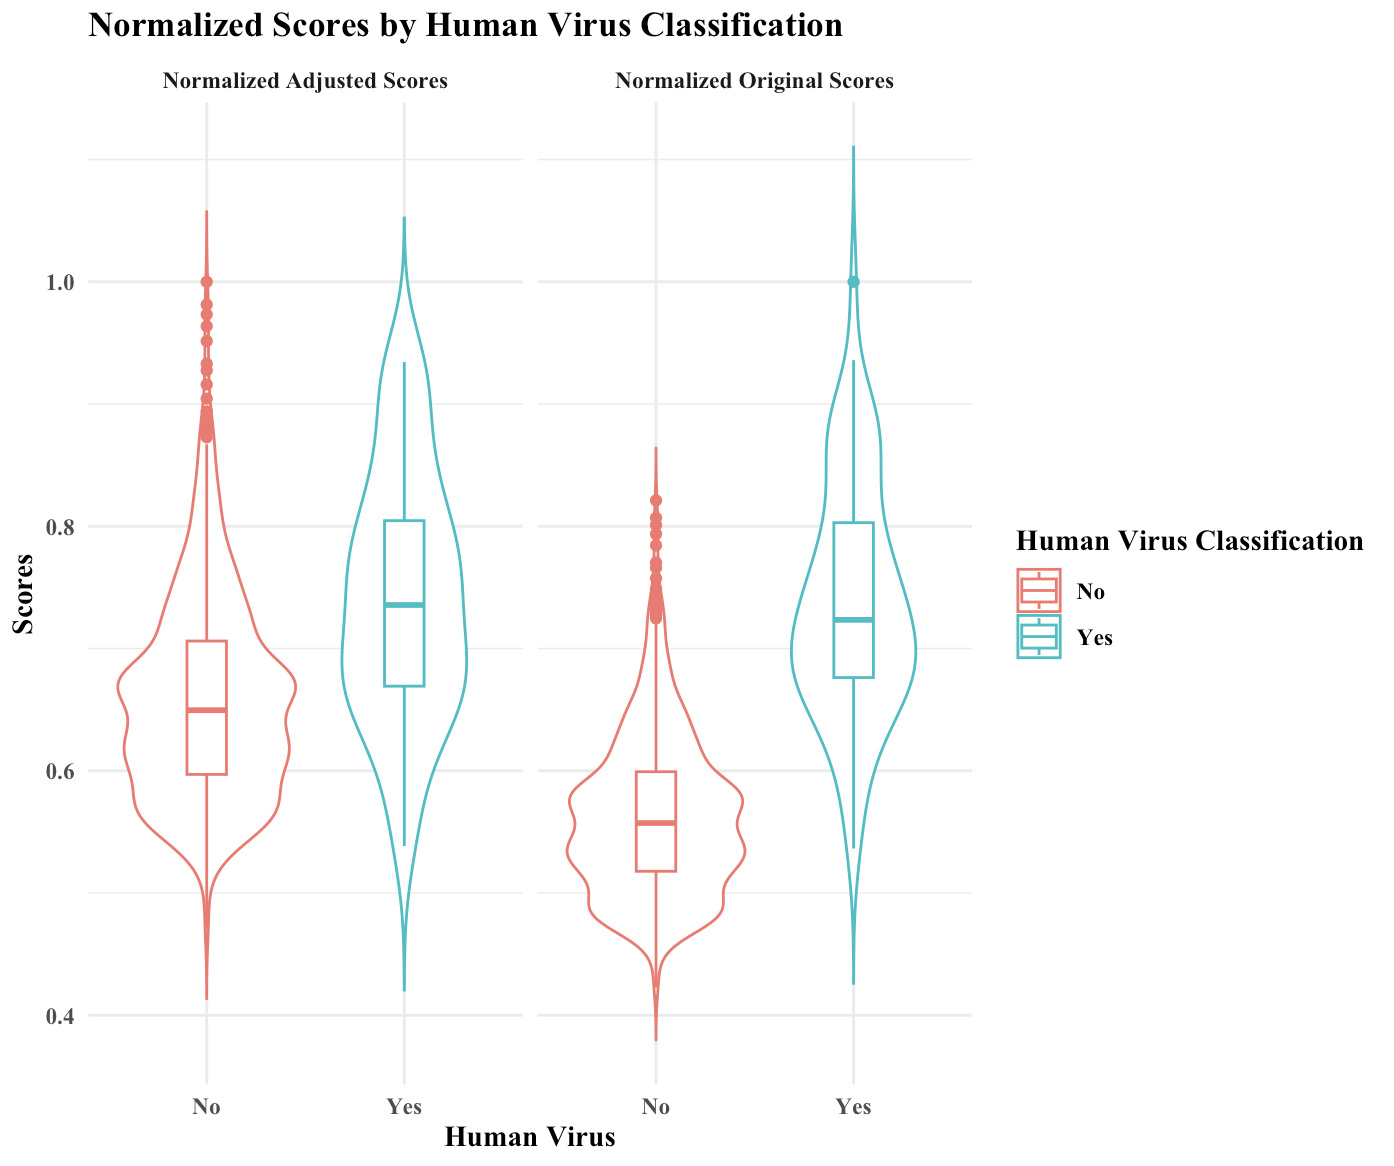 Normalized Scores by Human Virus Classification
Normalized Adjusted Scores
Normalized Original Scores
1.0
0.8
0.6
0.4
Scores
No
Yes
No
Yes
Human Virus
Human Virus Classification
No
Yes